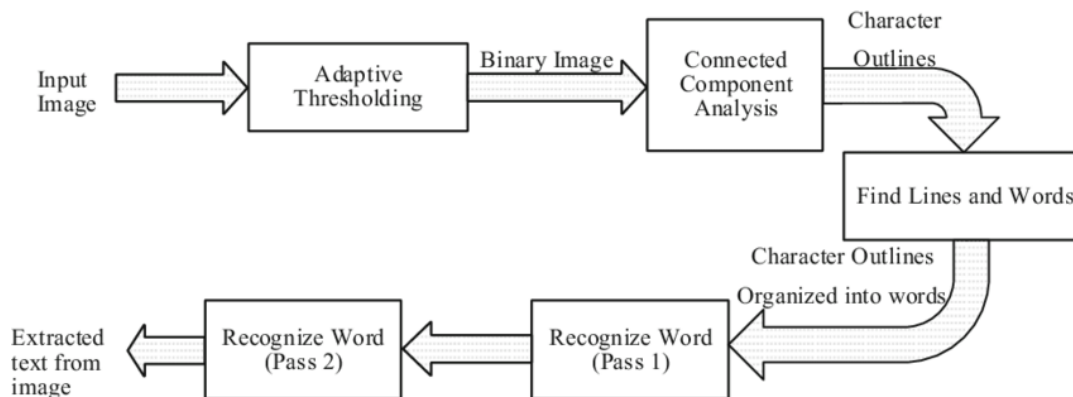 Input
Image
Adaptive
Thresholding
Binary Image
Connected
Component
Analysis
Character
Outlines
Find Lines and Words
Character Outlines
Organized into words
Recognize Word
(Pass 1)
Recognize Word
(Pass 2)
Extracted
text from
image